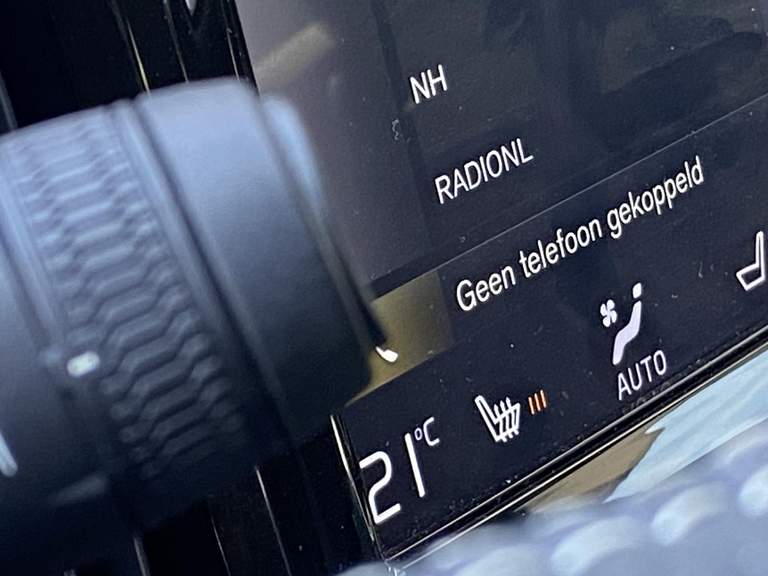 NH
RADIONL
Geen telefoon gekoppeld
AUTO
21°C